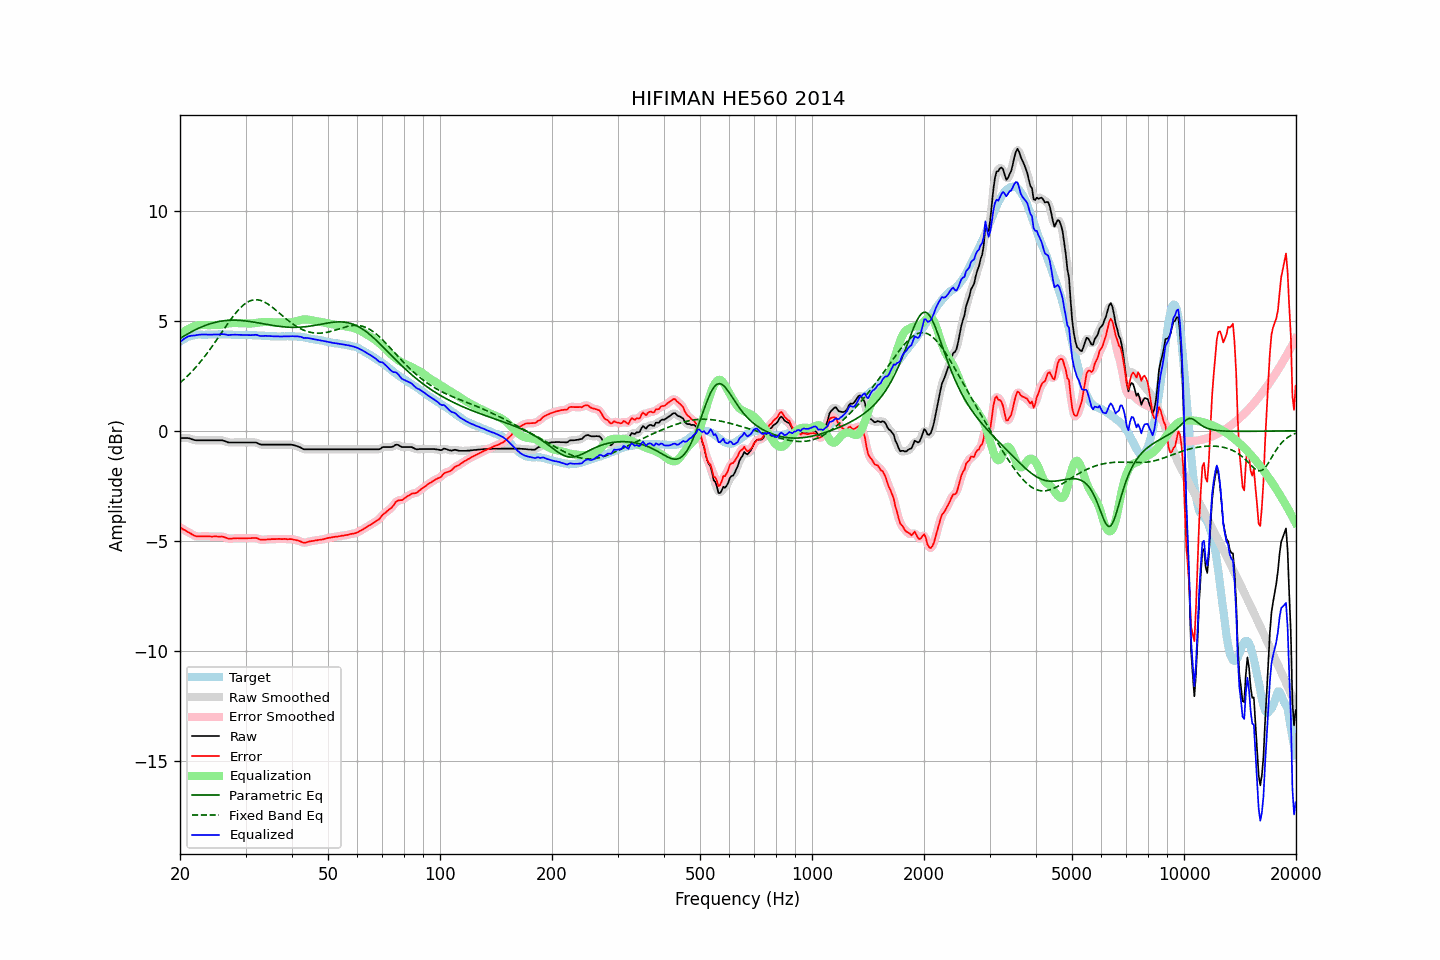 HIFIMAN HE560 2014
Amplitude (dBr)
10
5
0
−5
−10
−15
Target
Raw Smoothed
Error Smoothed
Raw
Error
Equalization
Parametric Eq
Fixed Band Eq
Equalized
20 50 100 200 500 1000 2000 5000 10000 20000
Frequency (Hz)